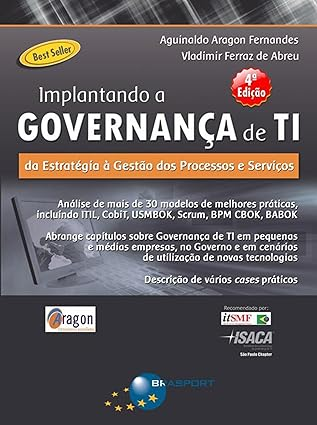 Aguinaldo Aragon Fernandes
Vladimir Ferraz de Abreu
Best Seller
4ª
Edição
Implantando a
GOVERNANÇA de TI
da Estratégia à Gestão dos Processos e Serviços
Análise de mais de 30 modelos de melhores práticas,
incluindo ITIL, CobiT, USMBOK, Scrum, BPM CBOK, BABOK
Abrange capítulos sobre Governança de TI em pequenas
e médias empresas, no Governo e em cenários
de utilização de novas tecnologias
Descrição de vários cases práticos
Aragon
Recomendado por:
itSMF
ISACA
São Paulo Chapter
BRASPORT